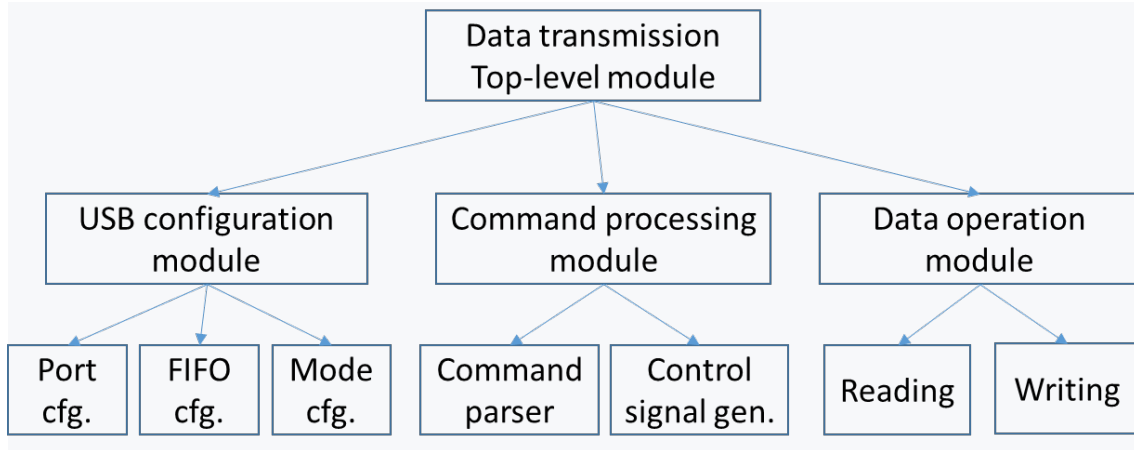 Data transmission
Top-level module
USB configuration
module
Command processing
module
Data operation
module
Port
cfg.
FIFO
cfg.
Mode
cfg.
Command
parser
Control
signal gen.
Reading
Writing